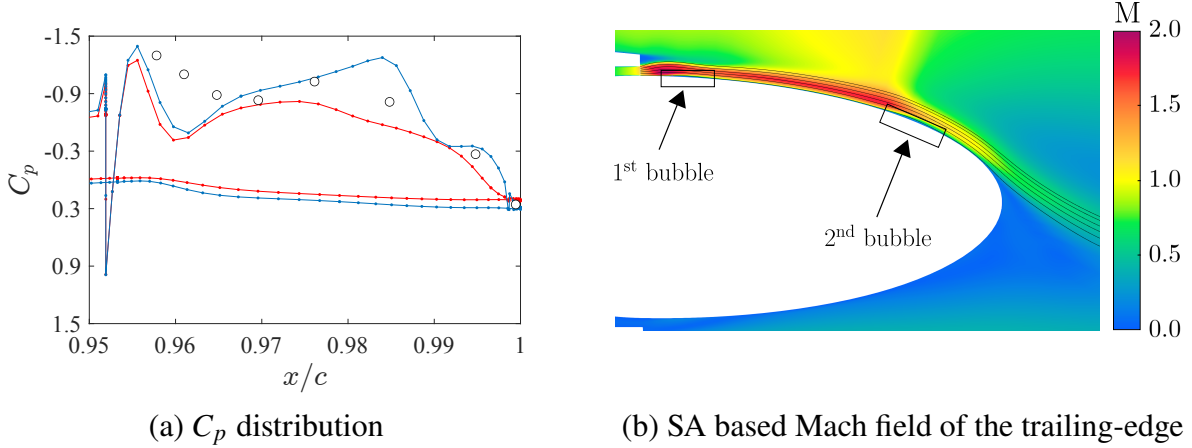 -1.5
-0.9
-0.3
0.3
0.9
1.5
C_p
0.95 0.96 0.97 0.98 0.99 1
x/c
(a) C_p distribution
M
2.0
1.5
1.0
0.5
0.0
1st bubble
2nd bubble
(b) SA based Mach field of the trailing-edge